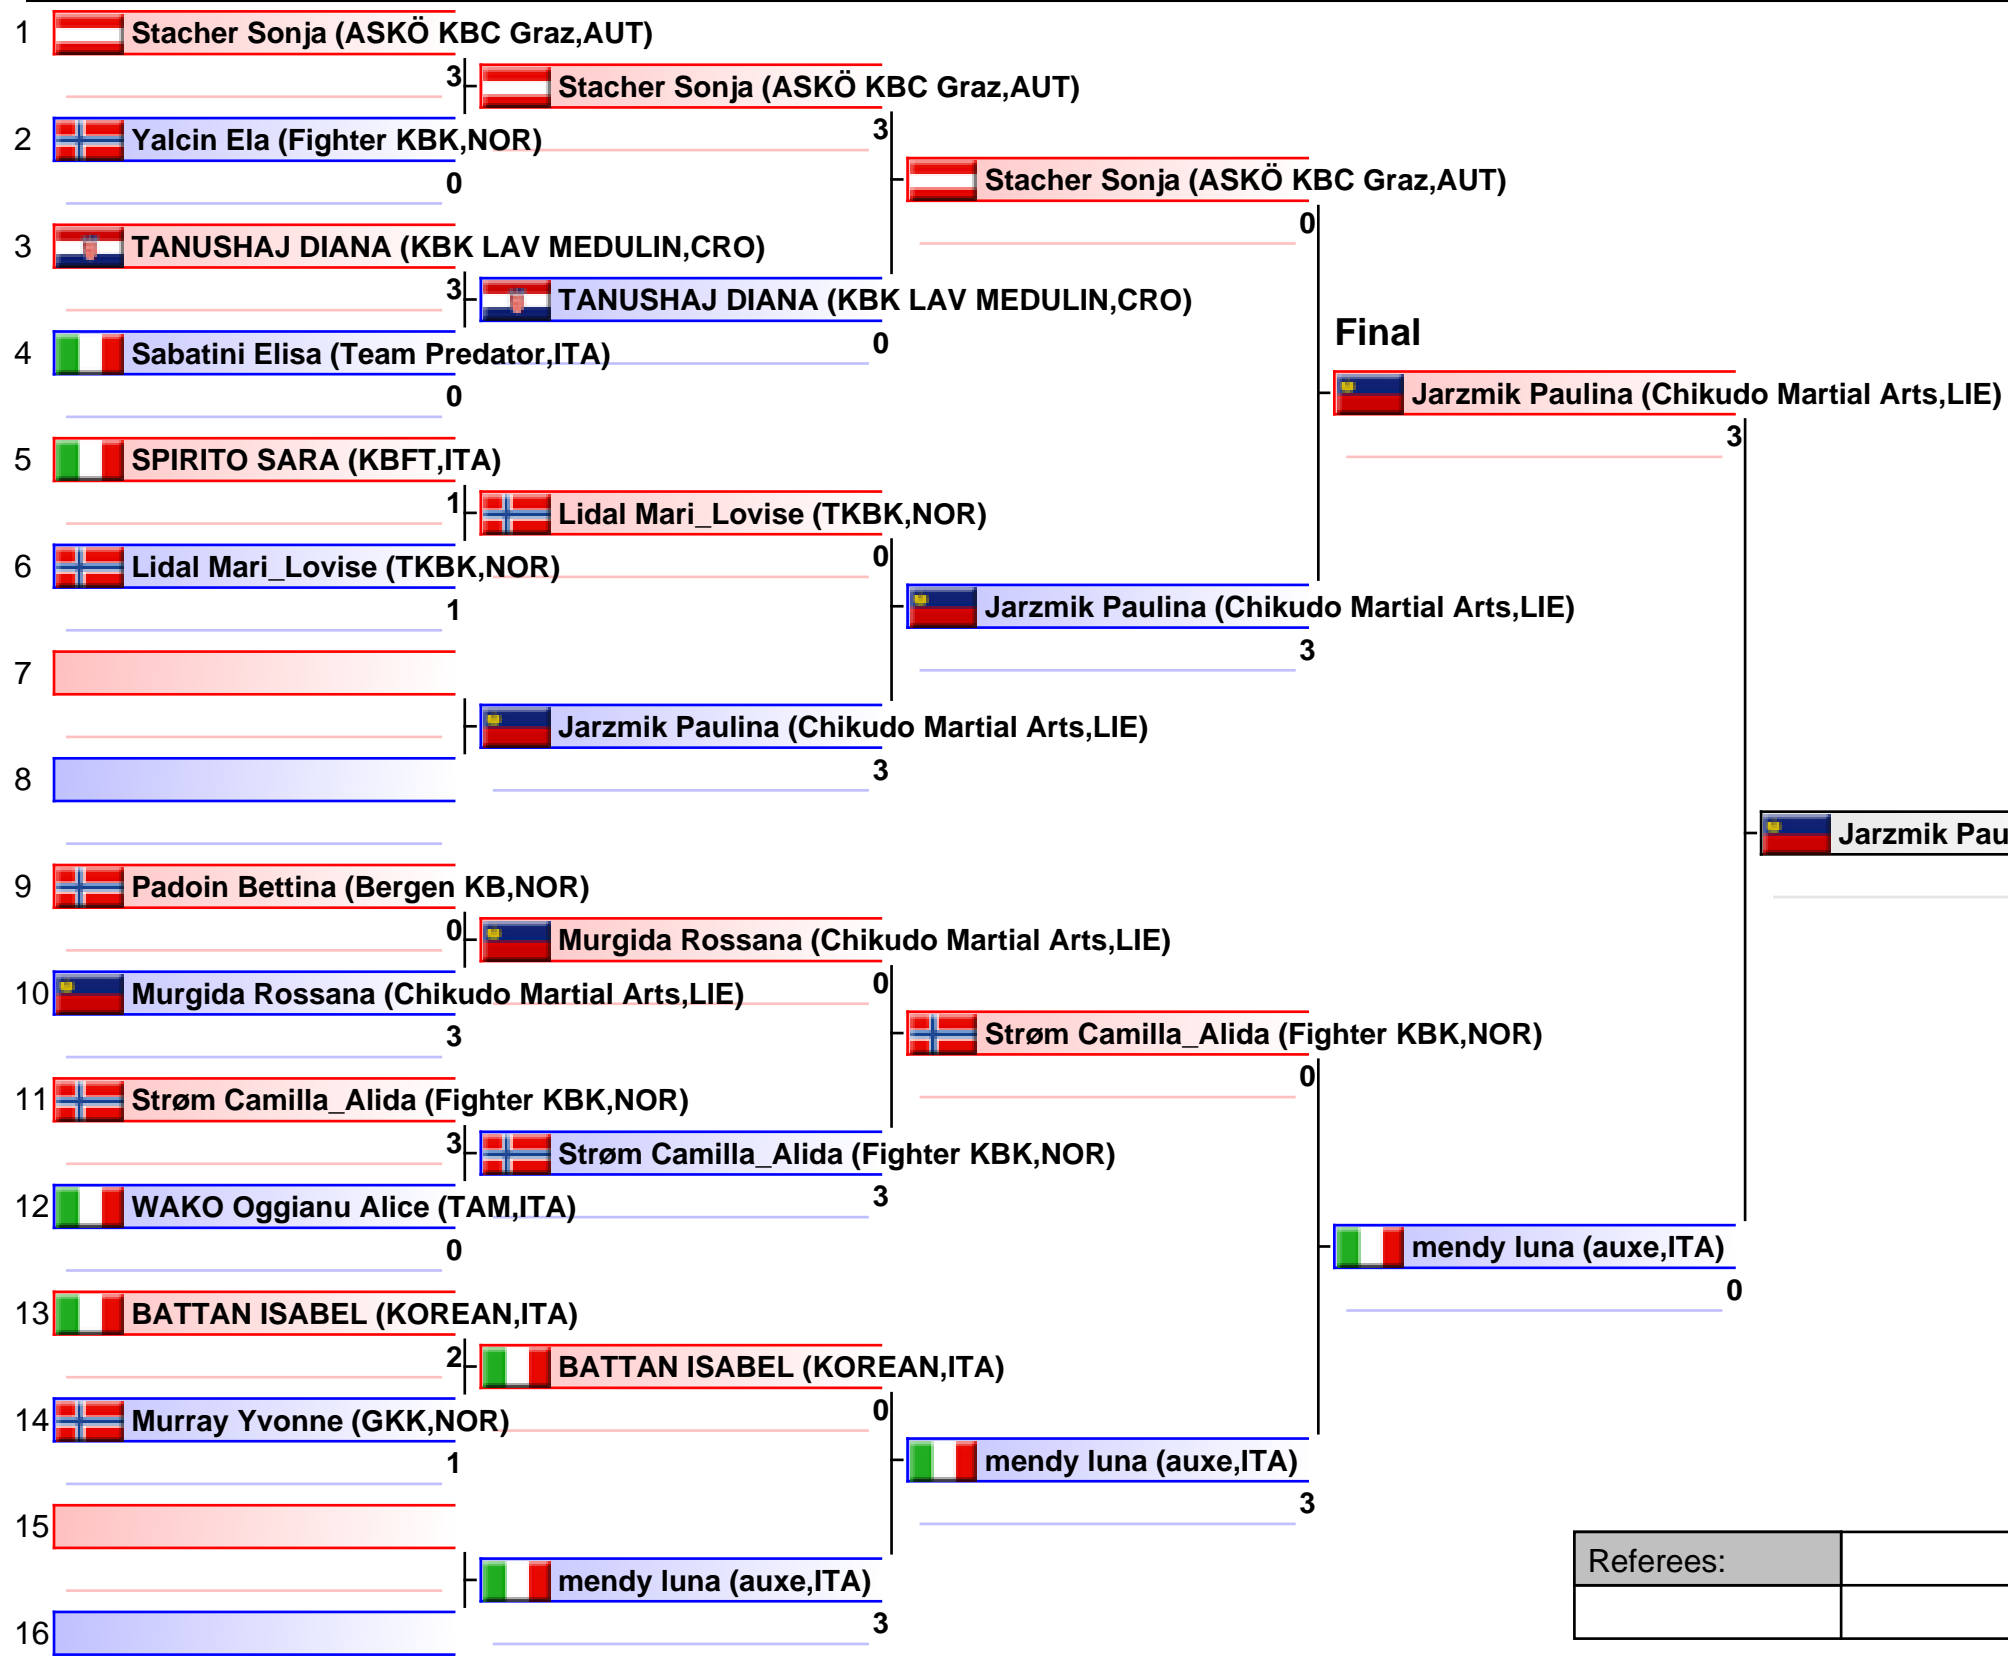 1 Stacher Sonja (ASKÖ KBC Graz,AUT)
3 Stacher Sonja (ASKÖ KBC Graz,AUT)
3
2 Yalcin Ela (Fighter KBK,NOR)
Stacher Sonja (ASKÖ KBC Graz,AUT)
0
0
3 TANUSHAJ DIANA (KBK LAV MEDULIN,CRO)
3 TANUSHAJ DIANA (KBK LAV MEDULIN,CRO)
Final
4 Sabatini Elisa (Team Predator,ITA)
0
0
Jarzmik Paulina (Chikudo Martial Arts,LIE)
3
5 SPIRITO SARA (KBFT,ITA)
1 Lidal Mari_Lovise (TKBK,NOR)
0
6 Lidal Mari_Lovise (TKBK,NOR)
1
Jarzmik Paulina (Chikudo Martial Arts,LIE)
3
7
Jarzmik Paulina (Chikudo Martial Arts,LIE)
3
8
Jarzmik Pau
9 Padoin Bettina (Bergen KB,NOR)
0 Murgida Rossana (Chikudo Martial Arts,LIE)
0
10 Murgida Rossana (Chikudo Martial Arts,LIE)
3
Strøm Camilla_Alida (Fighter KBK,NOR)
0
11 Strøm Camilla_Alida (Fighter KBK,NOR)
3 Strøm Camilla_Alida (Fighter KBK,NOR)
3
12 WAKO Oggianu Alice (TAM,ITA)
0
mendy luna (auxe,ITA)
0
13 BATTAN ISABEL (KOREAN,ITA)
2 BATTAN ISABEL (KOREAN,ITA)
0
14 Murray Yvonne (GKK,NOR)
1
mendy luna (auxe,ITA)
3
15
Referees:
mendy luna (auxe,ITA)
3
16